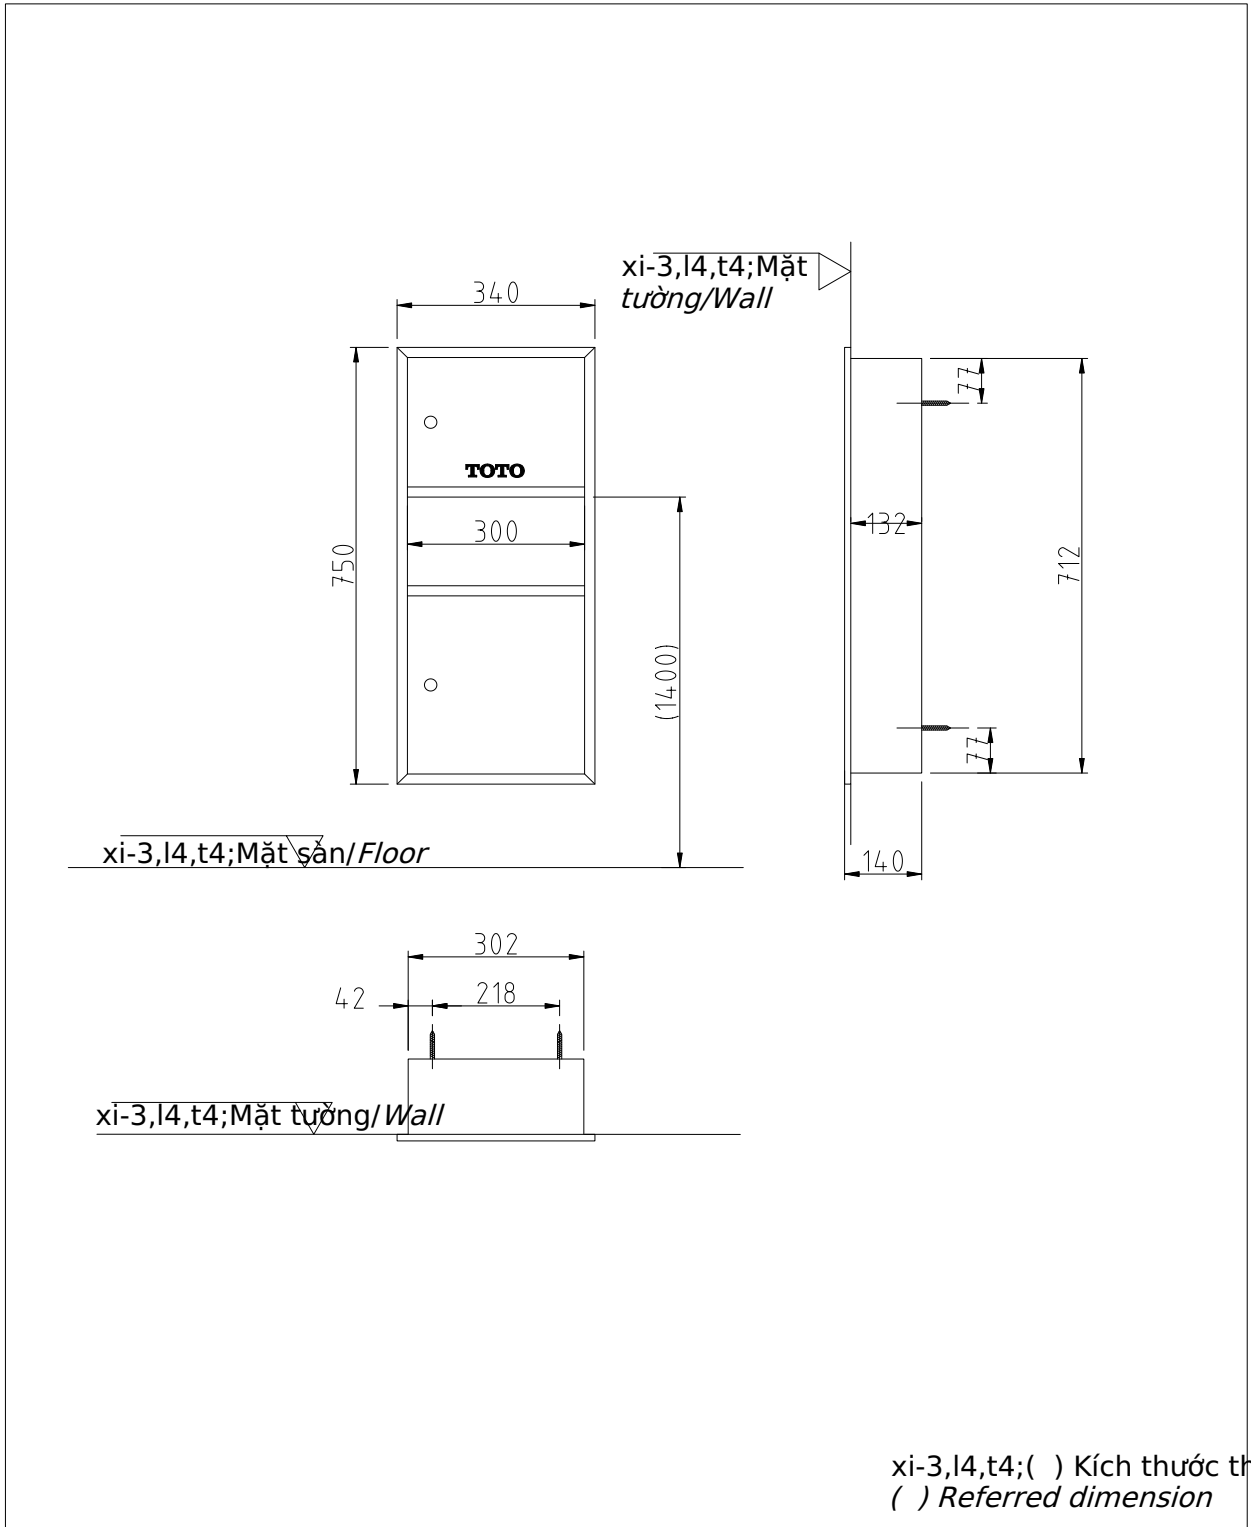 xi-3,l4,t4;Mặt
tường/Wall
340
77
TOTO
132
300
750
712
(1400)
77
xi-3,l4,t4;Mặt sàn/Floor
140
302
42
218
xi-3,l4,t4;Mặt tường/Wall
xi-3,l4,t4;( ) Kích thước th
( ) Referred dimension